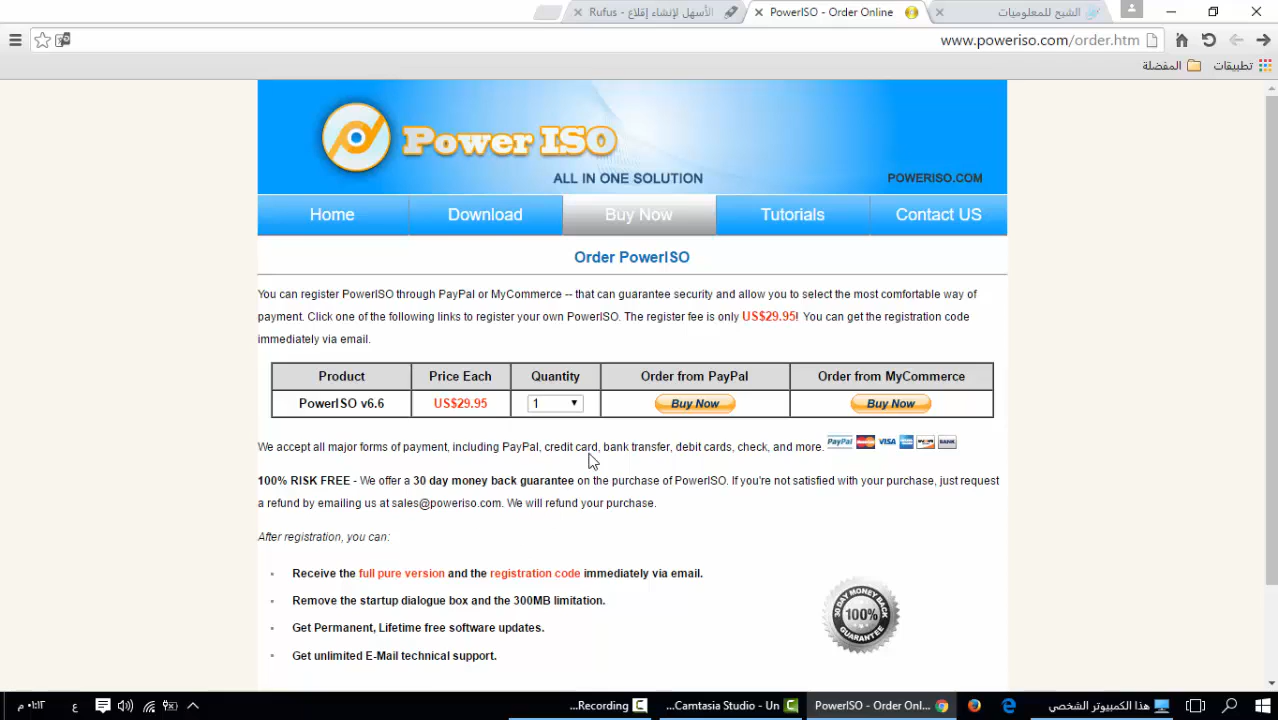 Rufus - الأسهل لإنشاء إقلاع
PowerISO - Order Online
الشيح للمعلوميات
www.poweriso.com/order.htm
تطبيقات
المفضلة
Power ISO
ALL IN ONE SOLUTION
POWERISO.COM
Home
Download
Buy Now
Tutorials
Contact US
Order PowerISO
You can register PowerISO through PayPal or MyCommerce -- that can guarantee security and allow you to select the most comfortable way of
payment. Click one of the following links to register your own PowerISO. The register fee is only US$29.95! You can get the registration code
immediately via email.
Product Price Each Quantity Order from PayPal Order from MyCommerce
PowerISO v6.6 US$29.95 1 Buy Now Buy Now
We accept all major forms of payment, including PayPal, credit card, bank transfer, debit cards, check, and more. PayPal VISA BANK
100% RISK FREE - We offer a 30 day money back guarantee on the purchase of PowerISO. If you're not satisfied with your purchase, just request
a refund by emailing us at sales@poweriso.com. We will refund your purchase.
After registration, you can:
Receive the full pure version and the registration code immediately via email.
Remove the startup dialogue box and the 300MB limitation.
Get Permanent, Lifetime free software updates.
Get unlimited E-Mail technical support.
30 DAY MONEY BACK
100%
GUARANTEE
ع
...Recording
...Camtasia Studio - Un
PowerISO - Order Onl...
هذا الكمبيوتر الشخصي